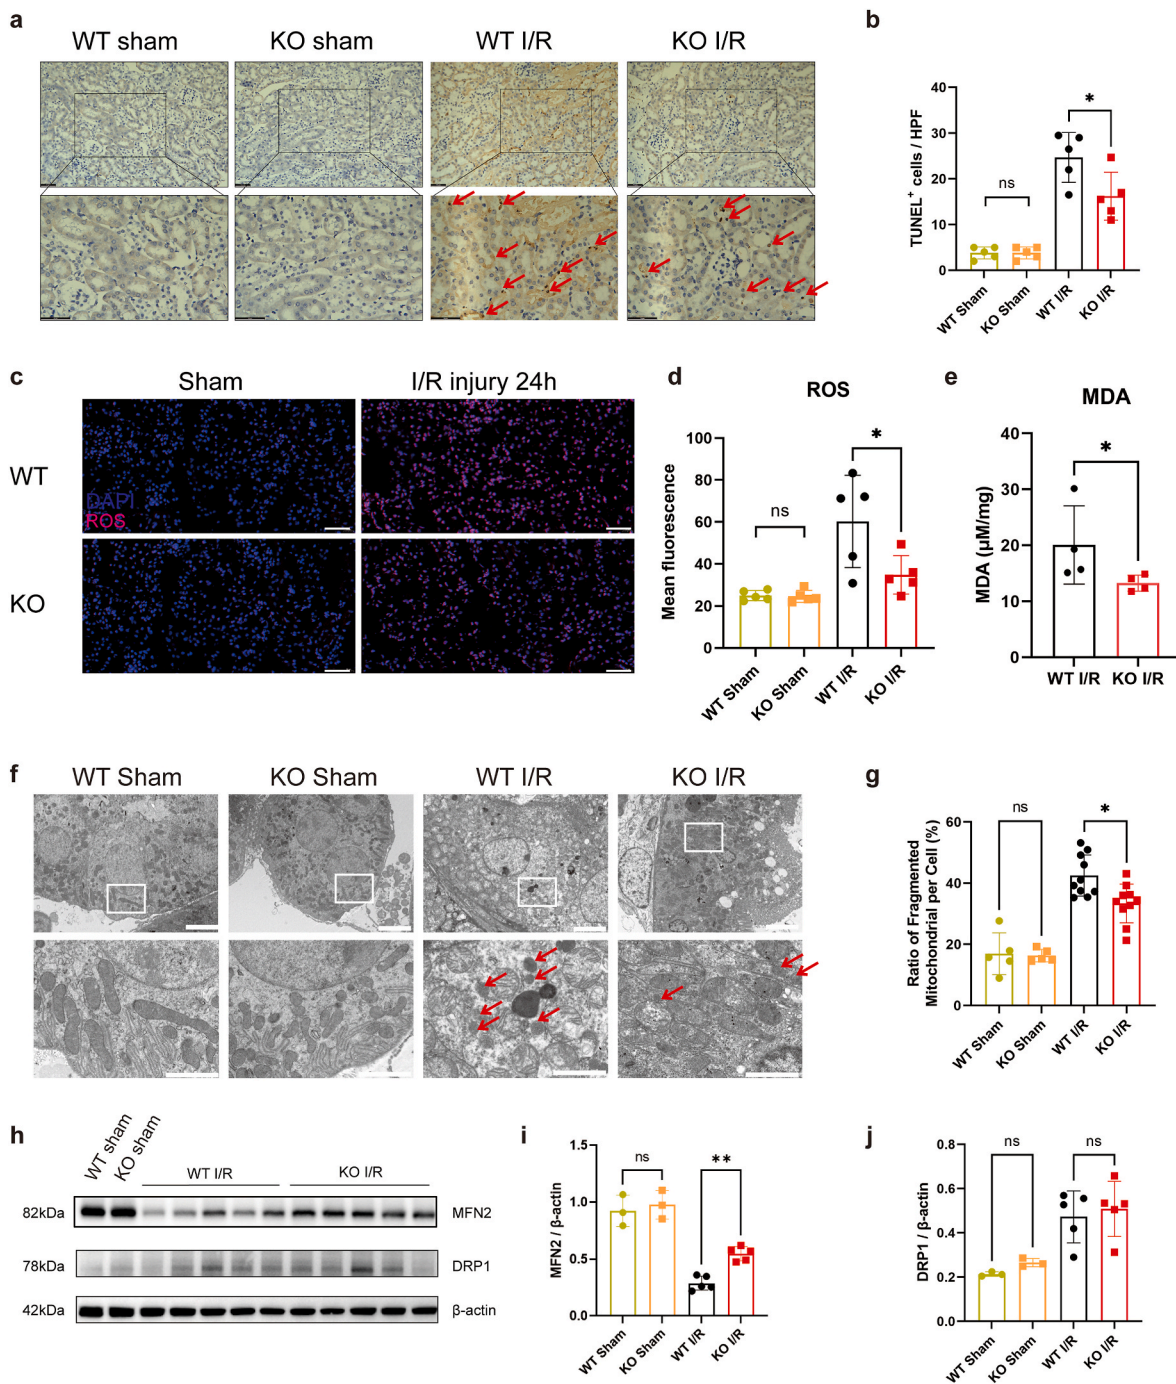 a
WT sham
KO sham
WT I/R
KO I/R
b
TUNEL+ cells / HPF
40
30
20
10
0
ns
*
WT Sham
KO Sham
WT I/R
KO I/R
c
Sham
I/R injury 24h
WT
KO
DAPI
ROS
d
ROS
Mean fluorescence
100
80
60
40
20
0
ns
*
WT Sham
KO Sham
WT I/R
KO I/R
e
MDA
MDA (μM/mg)
40
30
20
10
0
*
WT I/R
KO I/R
f
WT Sham
KO Sham
WT I/R
KO I/R
g
Ratio of Fragmented
Mitochondrial per Cell (%)
60
40
20
0
ns
*
WT Sham
KO Sham
WT I/R
KO I/R
h
WT sham
KO sham
WT I/R
KO I/R
82kDa
MFN2
78kDa
DRP1
42kDa
β-actin
i
MFN2 / β-actin
1.5
1.0
0.5
0.0
ns
**
WT Sham
KO Sham
WT I/R
KO I/R
j
DRP1 / β-actin
0.8
0.6
0.4
0.2
0.0
ns
ns
WT Sham
KO Sham
WT I/R
KO I/R